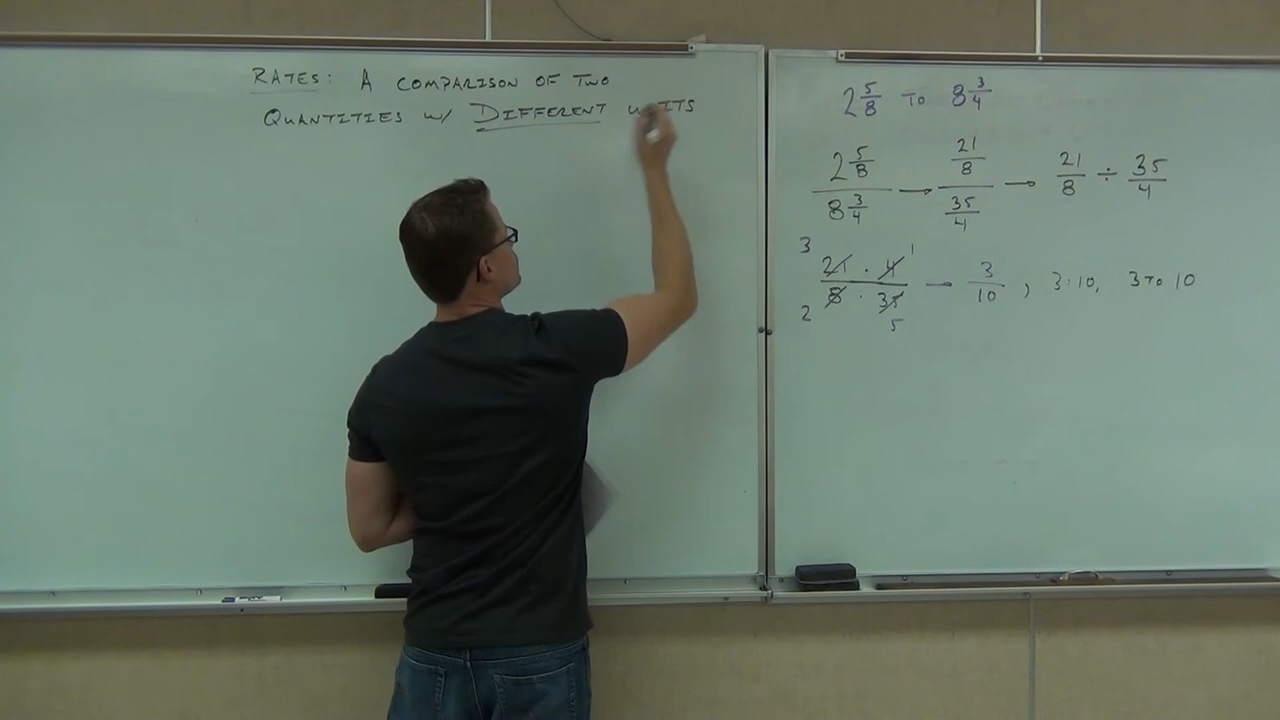 RATES: A COMPARISON OF TWO
QUANTITIES W/ DIFFERENT UNITS
2 5/8 TO 8 3/4
(2 5/8)/(8 3/4) → (21/8)/(35/4) → 21/8 ÷ 35/4
3 1
(21 · 4)/(8 · 35) → 3/10 , 3:10, 3 TO 10
2 5